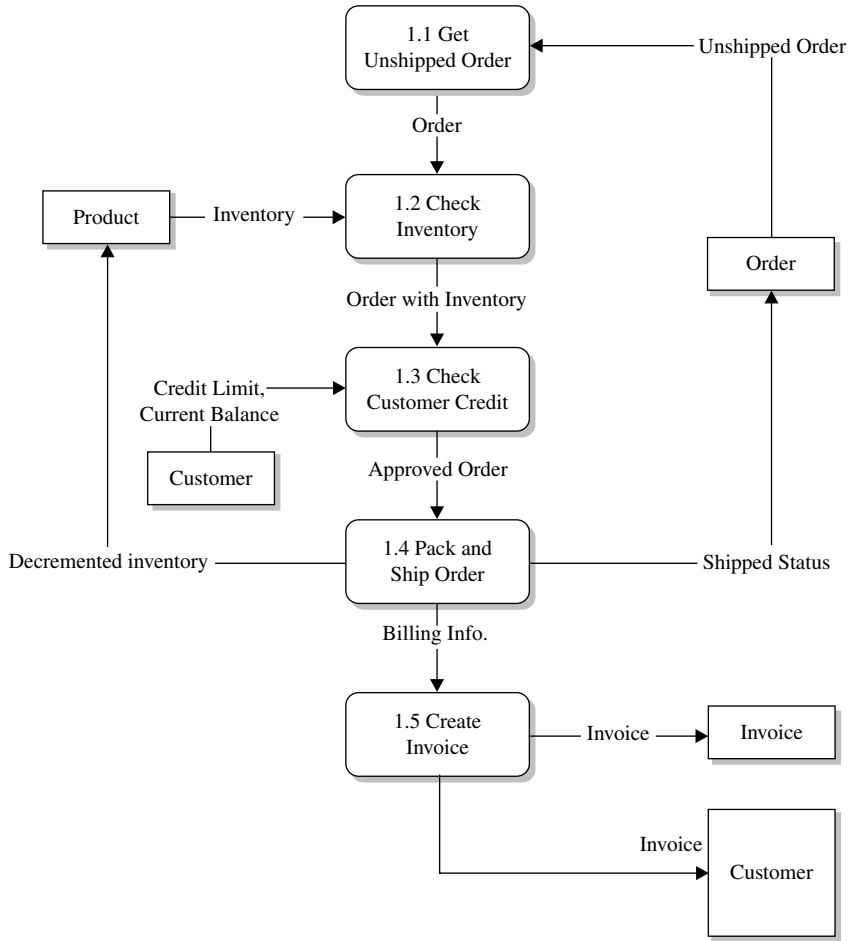 1.1 Get
Unshipped Order
Unshipped Order
Order
Product
Inventory
1.2 Check
Inventory
Order
Order with Inventory
Credit Limit,
Current Balance
1.3 Check
Customer Credit
Customer
Approved Order
Decremented inventory
1.4 Pack and
Ship Order
Shipped Status
Billing Info.
1.5 Create
Invoice
Invoice
Invoice
Invoice
Customer